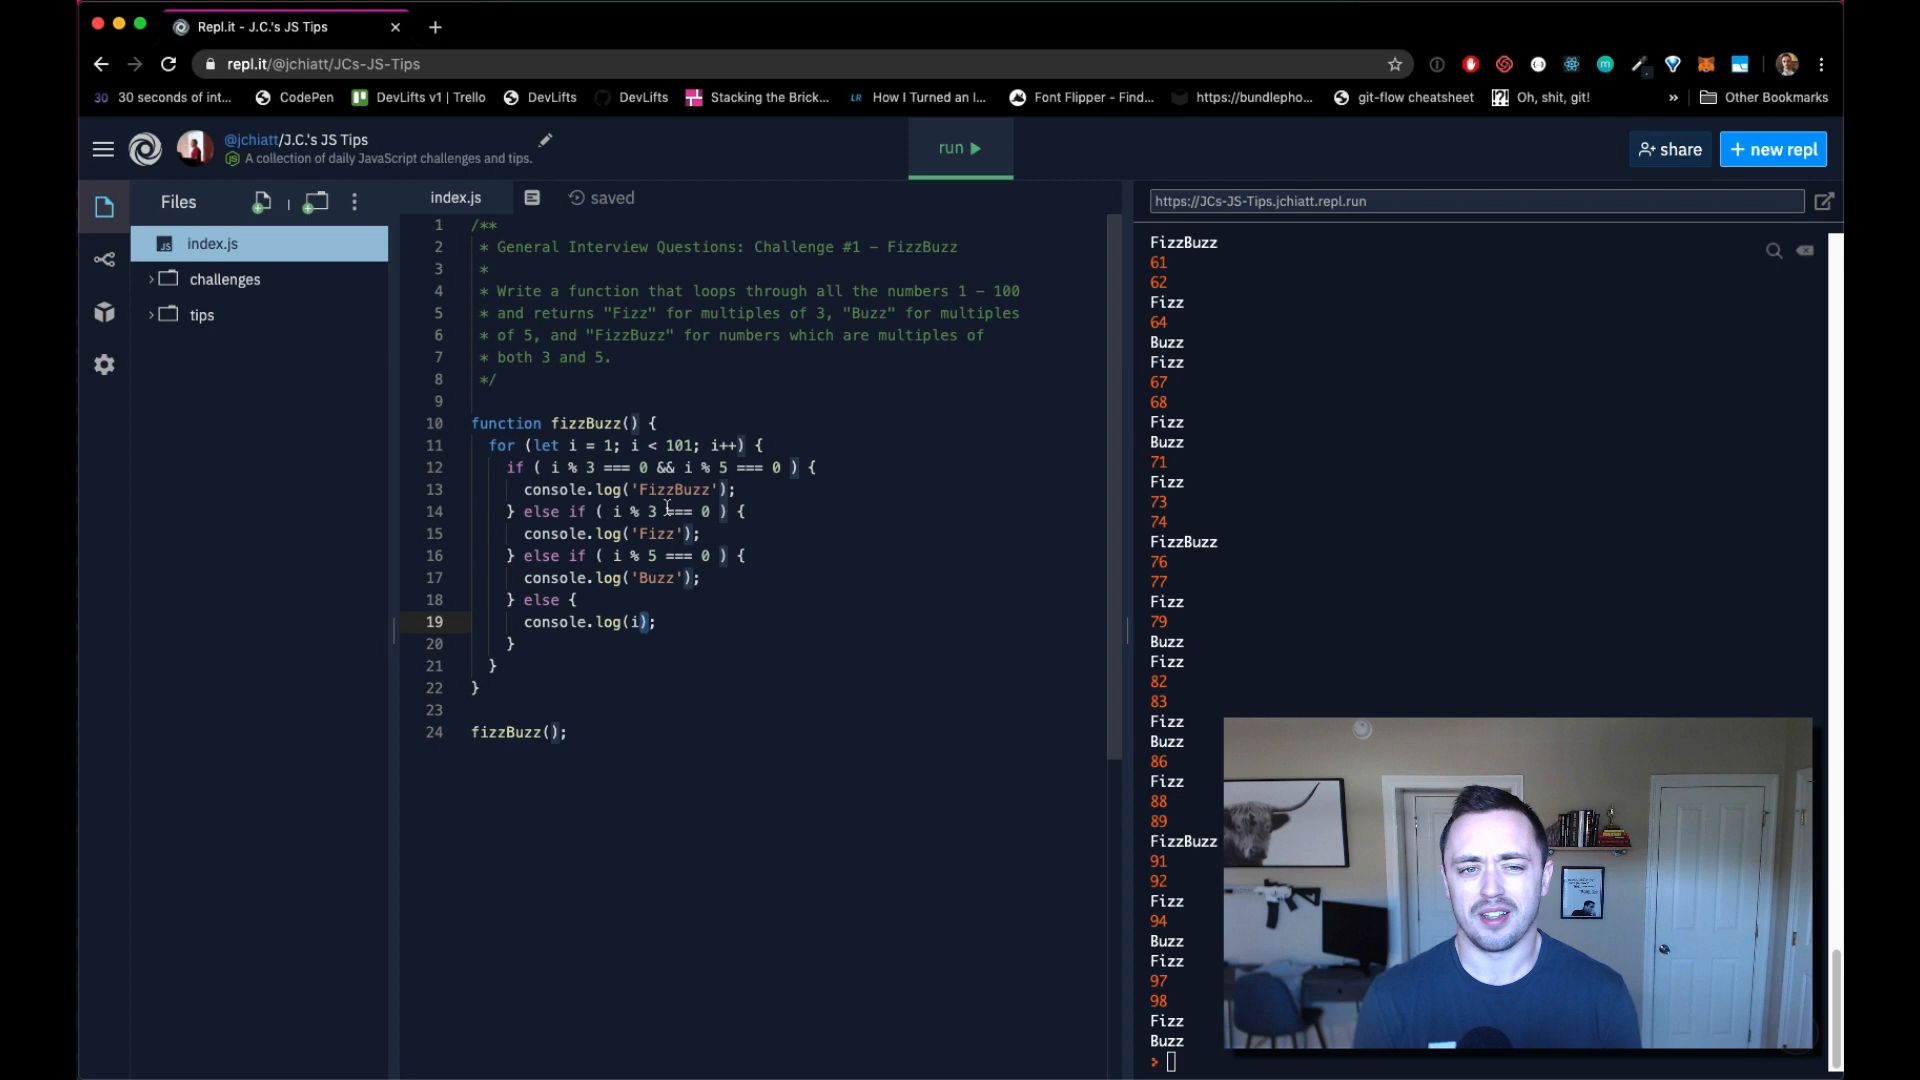 Repl.it - J.C.'s JS Tips
repl.it/@jchiatt/JCs-JS-Tips
30 30 seconds of int...
CodePen
DevLifts v1 | Trello
DevLifts
DevLifts
Stacking the Brick...
LR How I Turned an I...
Font Flipper - Find...
https://bundlepho...
git-flow cheatsheet
Oh, shit, git!
»
Other Bookmarks
@jchiatt/J.C.'s JS Tips
A collection of daily JavaScript challenges and tips.
run
share
+ new repl
Files
index.js
challenges
tips
index.js
saved
1 /**
2 * General Interview Questions: Challenge #1 – FizzBuzz
3 *
4 * Write a function that loops through all the numbers 1 – 100
5 * and returns "Fizz" for multiples of 3, "Buzz" for multiples
6 * of 5, and "FizzBuzz" for numbers which are multiples of
7 * both 3 and 5.
8 */
9
10 function fizzBuzz() {
11 for (let i = 1; i < 101; i++) {
12 if ( i % 3 === 0 && i % 5 === 0 ) {
13 console.log('FizzBuzz');
14 } else if ( i % 3 === 0 ) {
15 console.log('Fizz');
16 } else if ( i % 5 === 0 ) {
17 console.log('Buzz');
18 } else {
19 console.log(i);
20 }
21 }
22 }
23
24 fizzBuzz();
https://JCs-JS-Tips.jchiatt.repl.run
FizzBuzz
61
62
Fizz
64
Buzz
Fizz
67
68
Fizz
Buzz
71
Fizz
73
74
FizzBuzz
76
77
Fizz
79
Buzz
Fizz
82
83
Fizz
Buzz
86
Fizz
88
89
FizzBuzz
91
92
Fizz
94
Buzz
Fizz
97
98
Fizz
Buzz